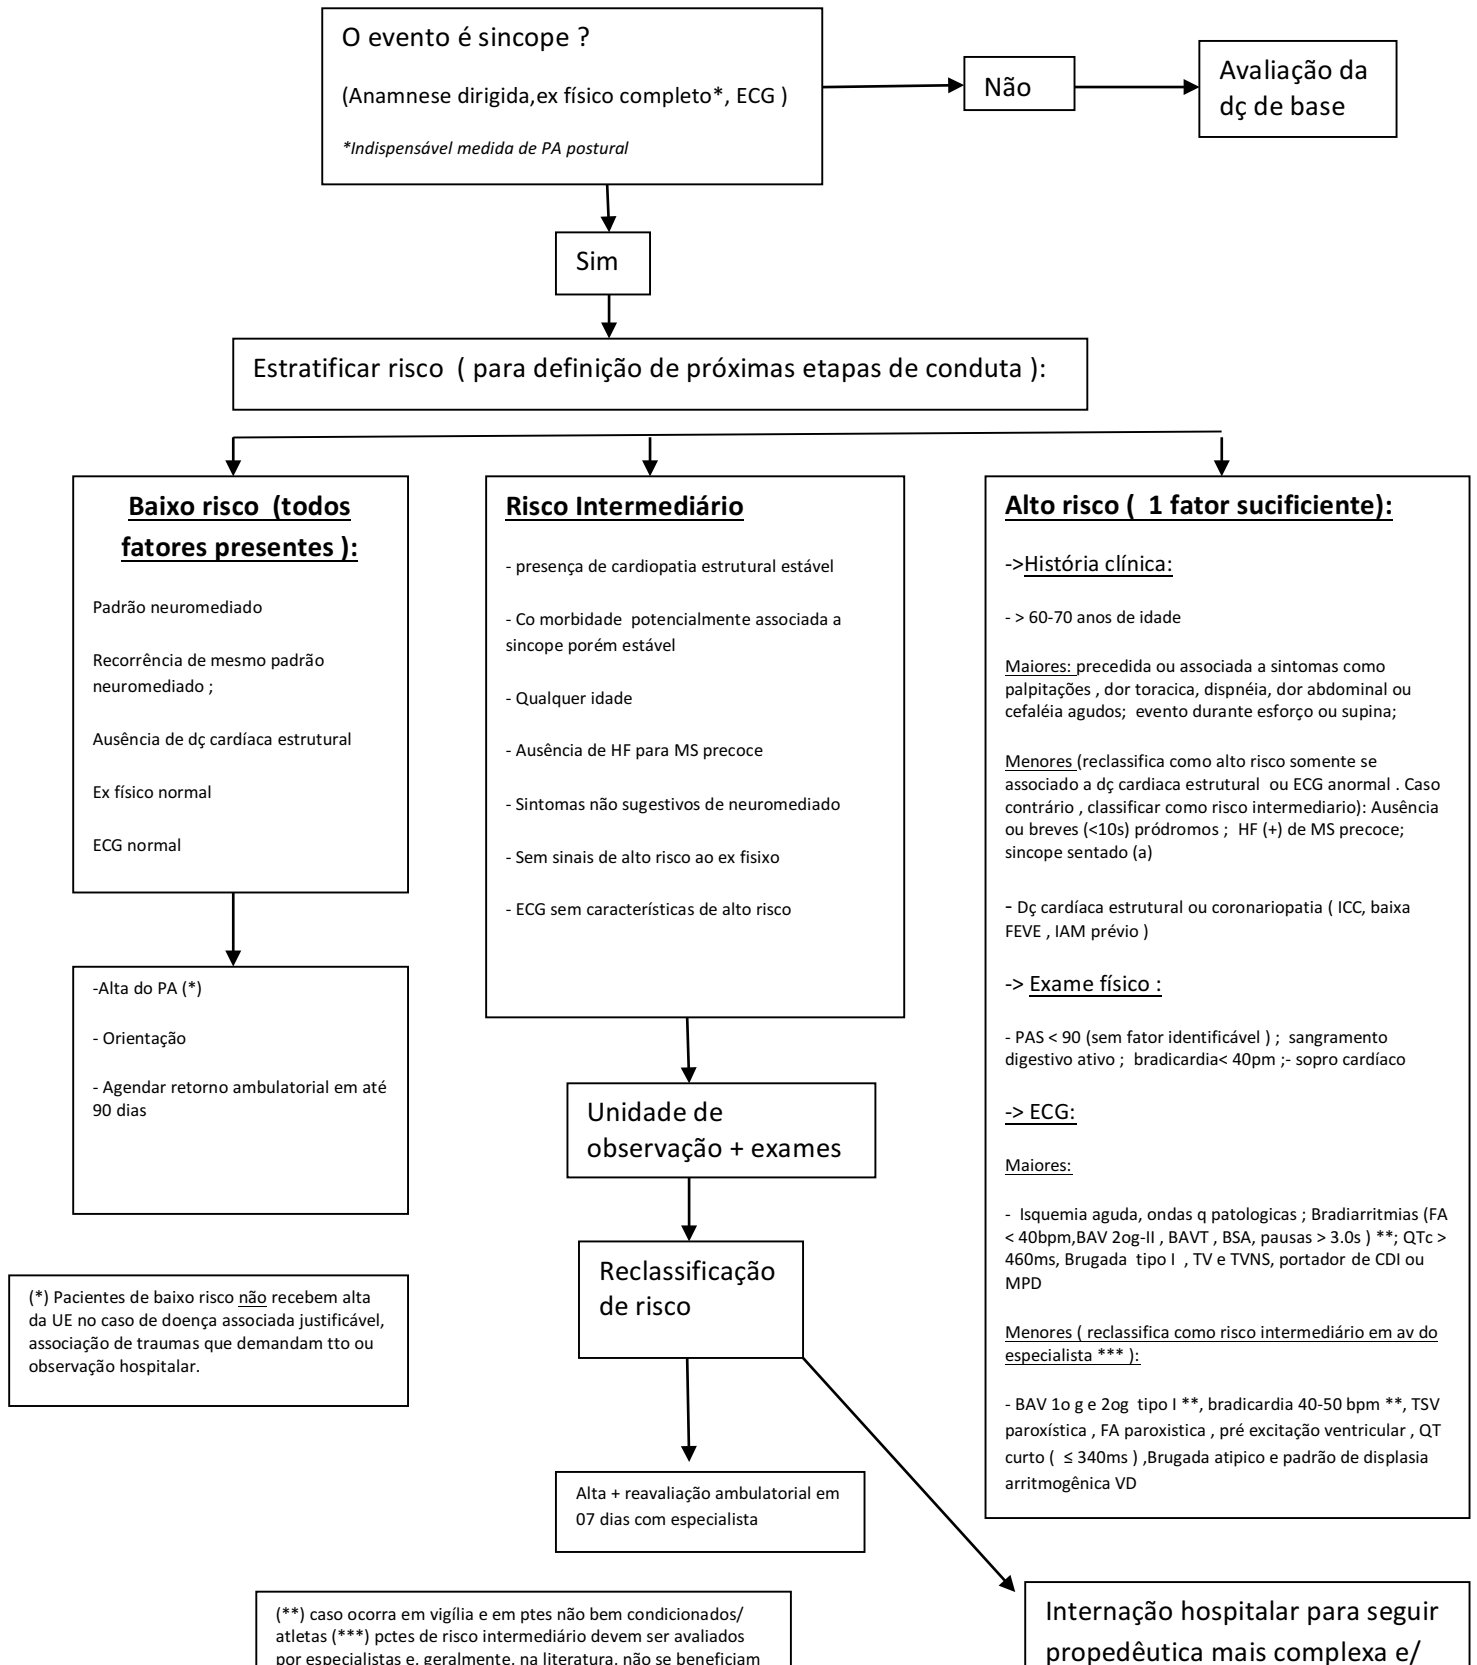 O evento é sincope ?
(Anamnese dirigida,ex físico completo*, ECG )
*Indispensável medida de PA postural
Não
Avaliação da
dç de base
Sim
Estratificar risco ( para definição de próximas etapas de conduta ):
Baixo risco (todos
fatores presentes ):
Padrão neuromediado
Recorrência de mesmo padrão
neuromediado ;
Ausência de dç cardíaca estrutural
Ex físico normal
ECG normal
-Alta do PA (*)
- Orientação
- Agendar retorno ambulatorial em até
90 dias
(*) Pacientes de baixo risco não recebem alta
da UE no caso de doença associada justificável,
associação de traumas que demandam tto ou
observação hospitalar.
Risco Intermediário
- presença de cardiopatia estrutural estável
- Co morbidade potencialmente associada a
sincope porém estável
- Qualquer idade
- Ausência de HF para MS precoce
- Sintomas não sugestivos de neuromediado
- Sem sinais de alto risco ao ex fisixo
- ECG sem características de alto risco
Unidade de
observação + exames
Reclassificação
de risco
Alta + reavaliação ambulatorial em
07 dias com especialista
(**) caso ocorra em vigília e em ptes não bem condicionados/
atletas (***) pctes de risco intermediário devem ser avaliados
por especialistas e, geralmente, na literatura, não se beneficiam
Alto risco ( 1 fator sucificiente):
->História clínica:
- > 60-70 anos de idade
Maiores: precedida ou associada a sintomas como
palpitações , dor toracica, dispnéia, dor abdominal ou
cefaléia agudos; evento durante esforço ou supina;
Menores (reclassifica como alto risco somente se
associado a dç cardiaca estrutural ou ECG anormal . Caso
contrário , classificar como risco intermediario): Ausência
ou breves (<10s) pródromos ; HF (+) de MS precoce;
sincope sentado (a)
- Dç cardíaca estrutural ou coronariopatia ( ICC, baixa
FEVE , IAM prévio )
-> Exame físico :
- PAS < 90 (sem fator identificável ) ; sangramento
digestivo ativo ; bradicardia< 40pm ;- sopro cardíaco
-> ECG:
Maiores:
- Isquemia aguda, ondas q patologicas ; Bradiarritmias (FA
< 40bpm,BAV 2og-II , BAVT , BSA, pausas > 3.0s ) **; QTc >
460ms, Brugada tipo I , TV e TVNS, portador de CDI ou
MPD
Menores ( reclassifica como risco intermediário em av do
especialista *** ):
- BAV 1o g e 2og tipo I **, bradicardia 40-50 bpm **, TSV
paroxística , FA paroxistica , pré excitação ventricular , QT
curto ( ≤ 340ms ) ,Brugada atipico e padrão de displasia
arritmogênica VD
Internação hospitalar para seguir
propedêutica mais complexa e/